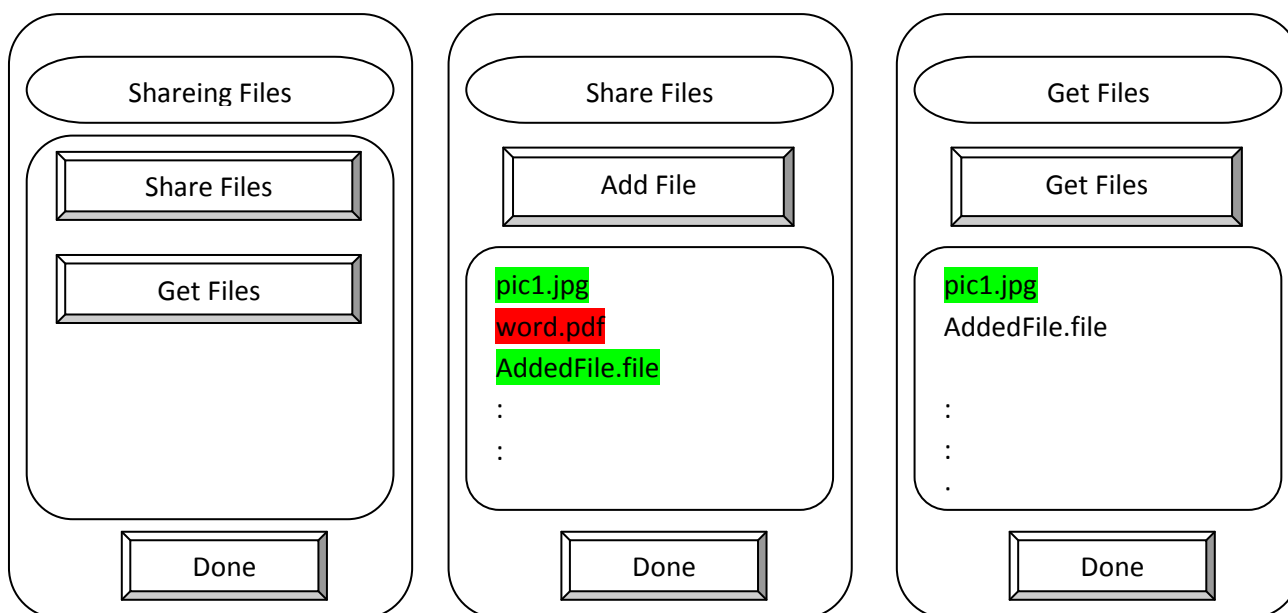 Shareing Files
Share Files
Get Files
Done
Share Files
Add File
pic1.jpg
word.pdf
AddedFile.file
:
:
Done
Get Files
Get Files
pic1.jpg
AddedFile.file
:
:
.
Done